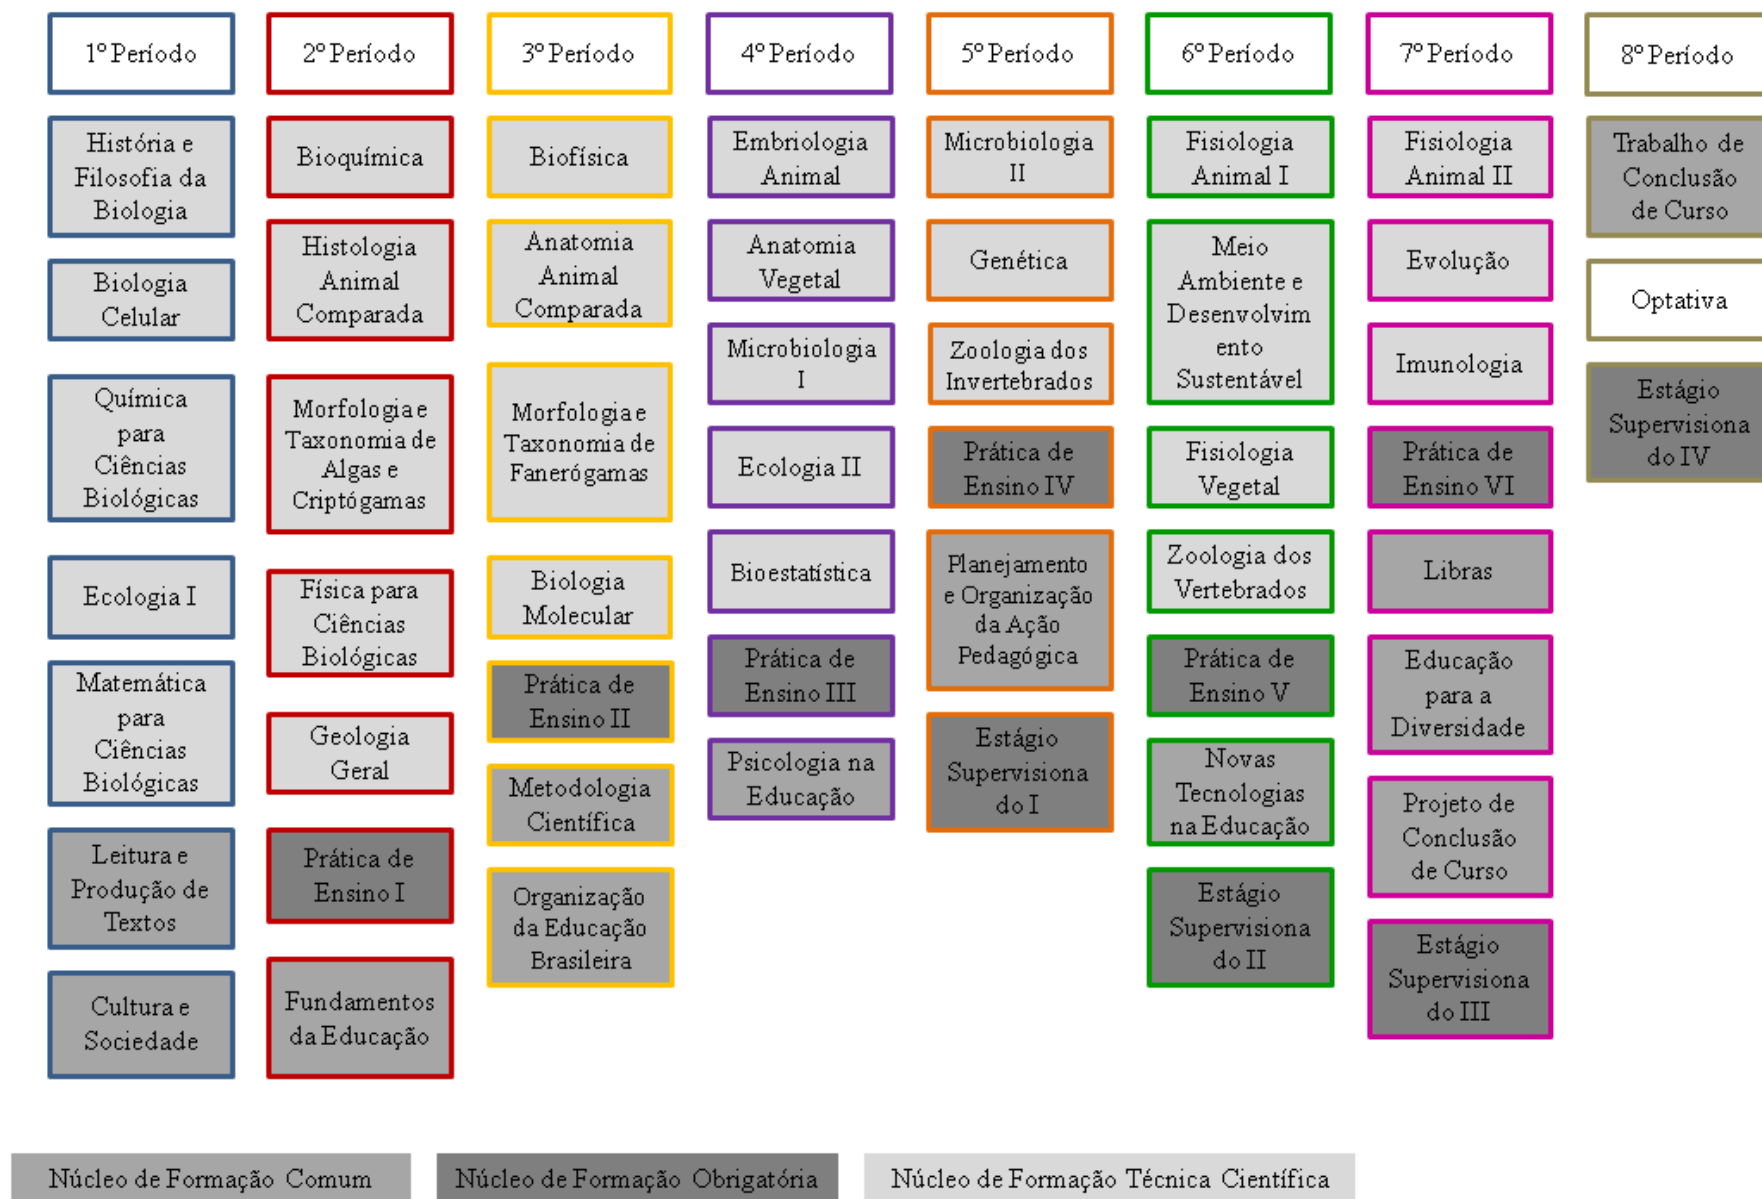 1º Período
História e
Filosofia da
Biologia
Biologia
Celular
Química
para
Ciências
Biológicas
Ecologia I
Matemática
para
Ciências
Biológicas
Leitura e
Produção de
Textos
Cultura e
Sociedade
2º Período
Bioquímica
Histologia
Animal
Comparada
Morfologia e
Taxonomia de
Algas e
Criptógamas
Física para
Ciências
Biológicas
Geologia
Geral
Prática de
Ensino I
Fundamentos
da Educação
3º Período
Biofísica
Anatomia
Animal
Comparada
Morfologia e
Taxonomia de
Fanerógamas
Biologia
Molecular
Prática de
Ensino II
Metodologia
Científica
Organização
da Educação
Brasileira
4º Período
Embriologia
Animal
Anatomia
Vegetal
Microbiologia
I
Ecologia II
Bioestatística
Prática de
Ensino III
Psicologia na
Educação
5º Período
Microbiologia
II
Genética
Zoologia dos
Invertebrados
Prática de
Ensino IV
Planejamento
e Organização
da Ação
Pedagógica
Estágio
Supervisiona
do I
6º Período
Fisiologia
Animal I
Meio
Ambiente e
Desenvolvim
ento
Sustentável
Fisiologia
Vegetal
Zoologia dos
Vertebrados
Prática de
Ensino V
Novas
Tecnologias
na Educação
Estágio
Supervisiona
do II
7º Período
Fisiologia
Animal II
Evolução
Imunologia
Prática de
Ensino VI
Libras
Educação
para a
Diversidade
Projeto de
Conclusão
de Curso
Estágio
Supervisiona
do III
8º Período
Trabalho de
Conclusão
de Curso
Optativa
Estágio
Supervisiona
do IV
Núcleo de Formação Comum
Núcleo de Formação Obrigatória
Núcleo de Formação Técnica Científica